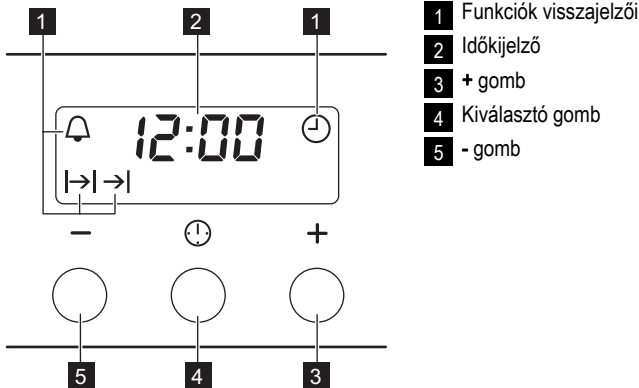 1 2 1
12:00
5 4 3
1 Funkciók visszajelzői
2 Időkijelző
3 + gomb
4 Kiválasztó gomb
5 - gomb